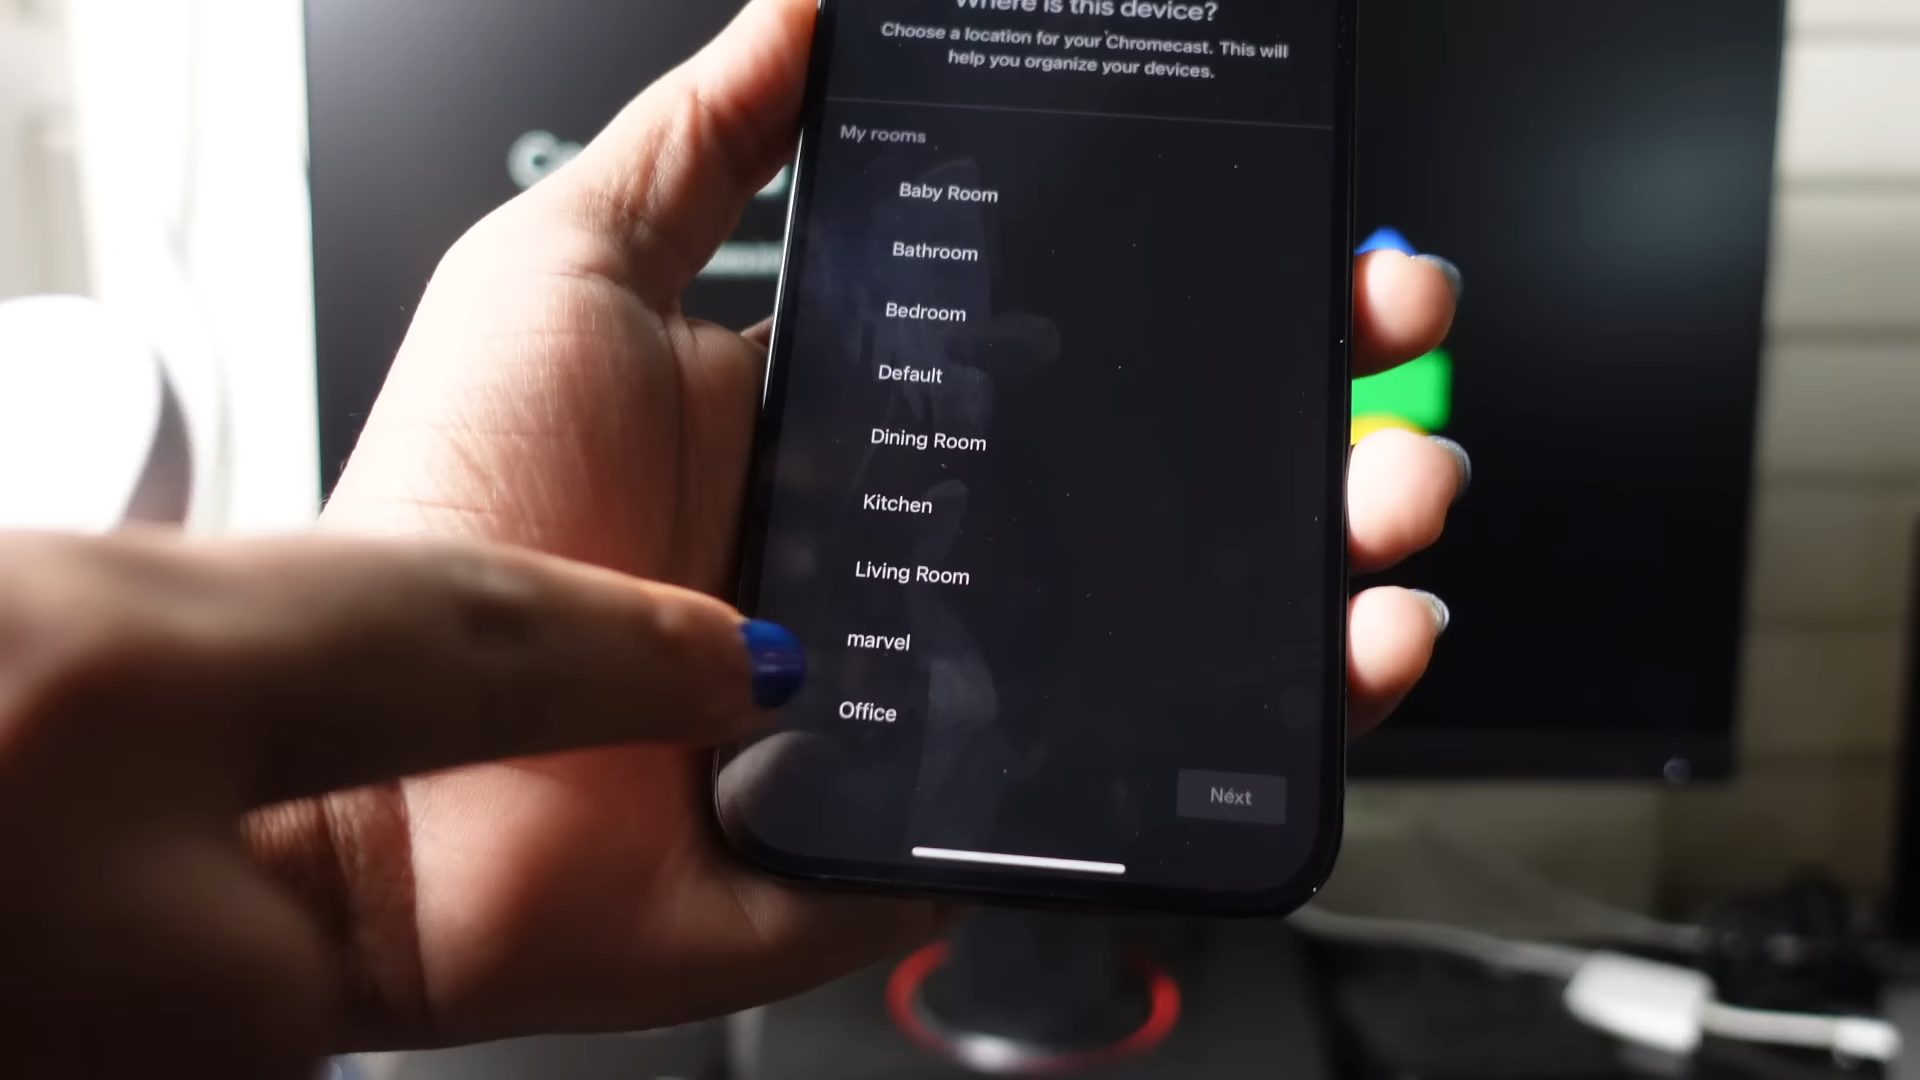 Where is this device?
Choose a location for your Chromecast. This will
help you organize your devices.
My rooms
Baby Room
Bathroom
Bedroom
Default
Dining Room
Kitchen
Living Room
marvel
Office
Next